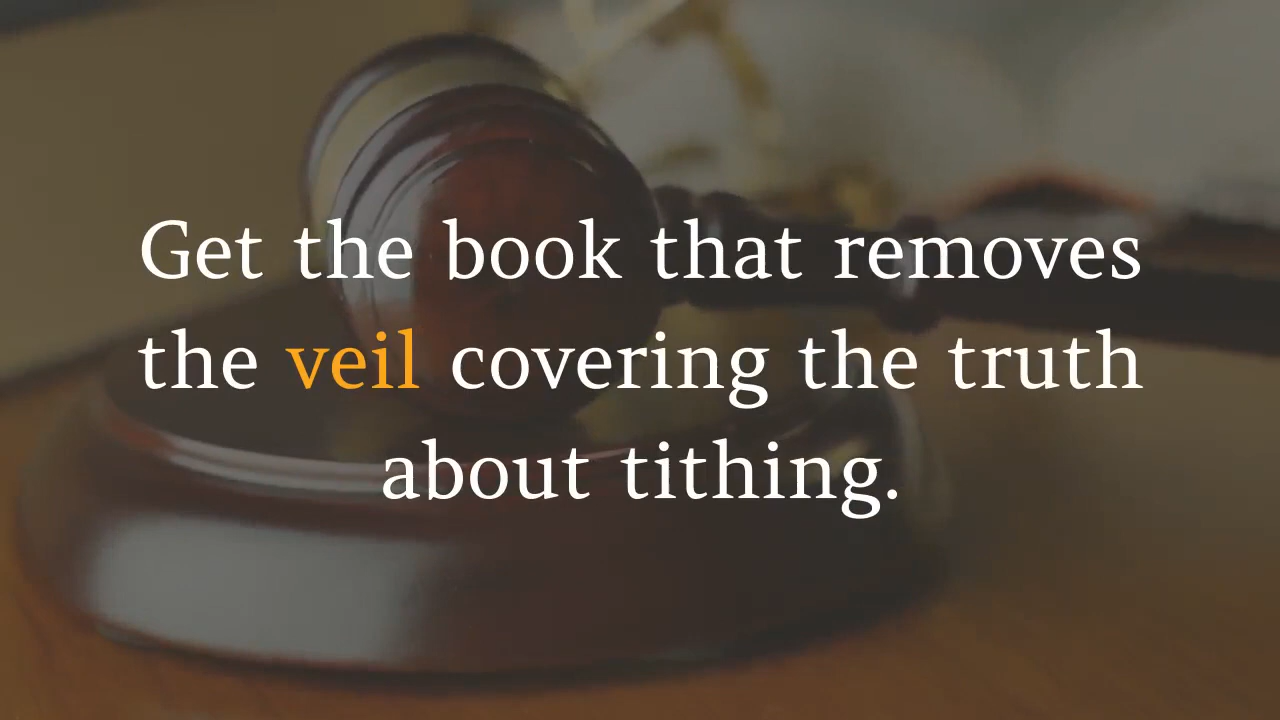 Get the book that removes
the veil covering the truth
about tithing.